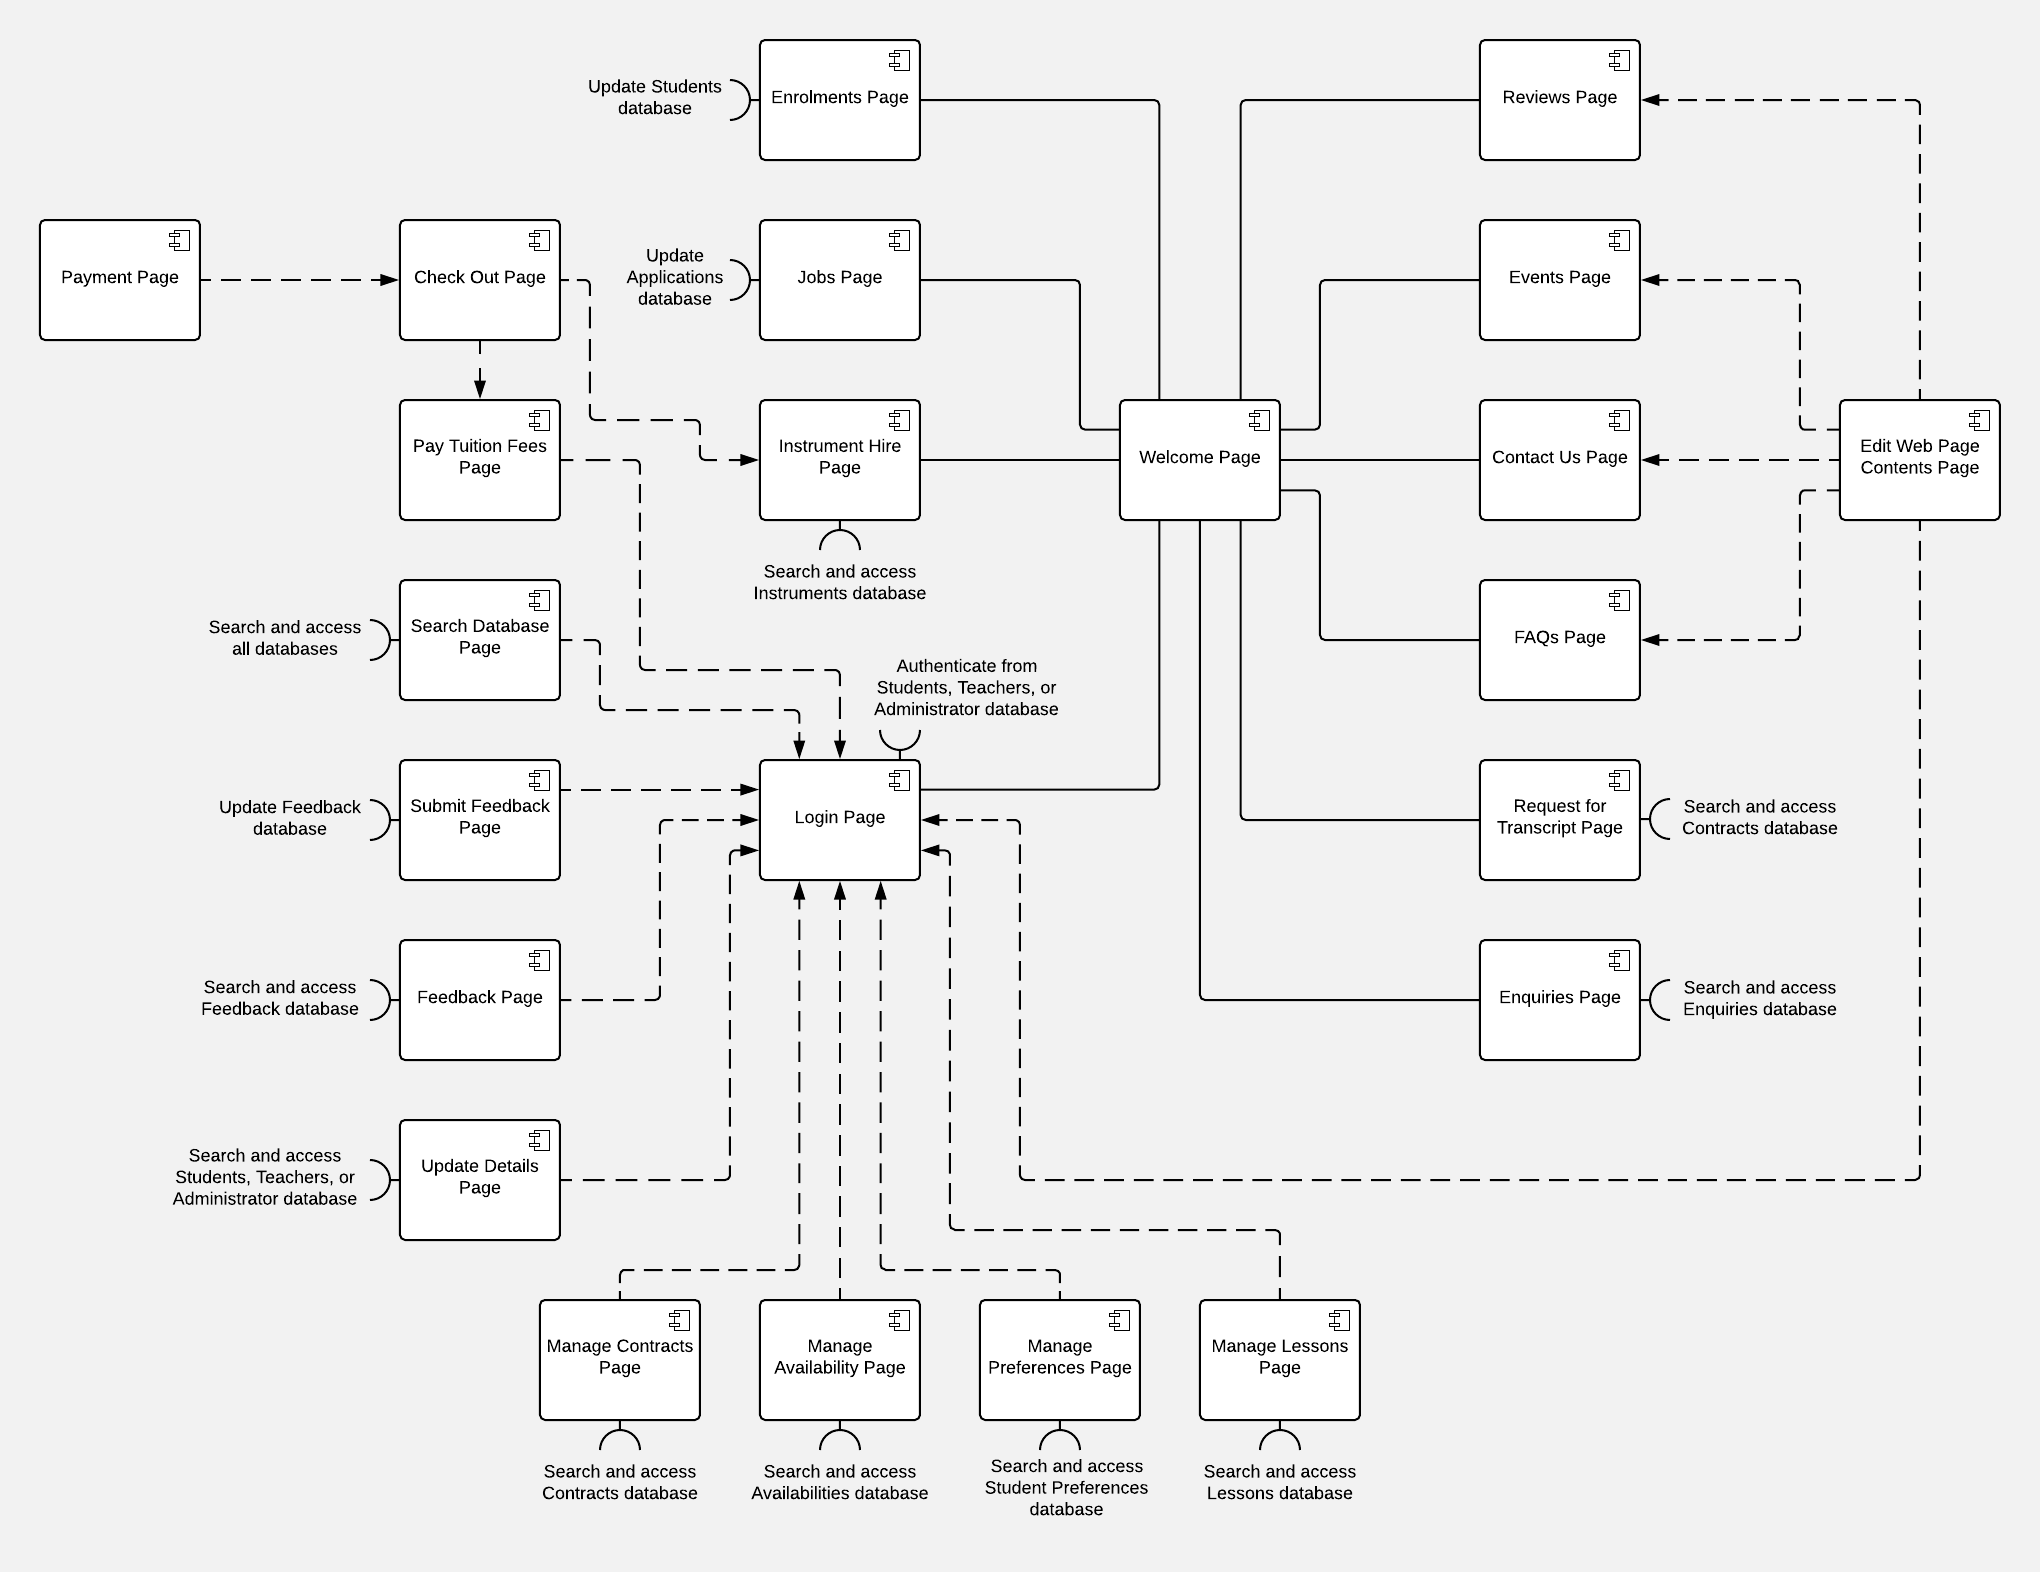 Enrolments Page
Update Students
database
Reviews Page
Payment Page
Check Out Page
Update
Applications
database
Jobs Page
Events Page
Pay Tuition Fees
Page
Instrument Hire
Page
Welcome Page
Contact Us Page
Edit Web Page
Contents Page
Search and access
Instruments database
Search and access
all databases
Search Database
Page
FAQs Page
Authenticate from
Students, Teachers, or
Administrator database
Update Feedback
database
Submit Feedback
Page
Login Page
Request for
Transcript Page
Search and access
Contracts database
Search and access
Feedback database
Feedback Page
Enquiries Page
Search and access
Enquiries database
Search and access
Students, Teachers, or
Administrator database
Update Details
Page
Manage Contracts
Page
Manage
Availability Page
Manage
Preferences Page
Manage Lessons
Page
Search and access
Contracts database
Search and access
Availabilities database
Search and access
Student Preferences
database
Search and access
Lessons database